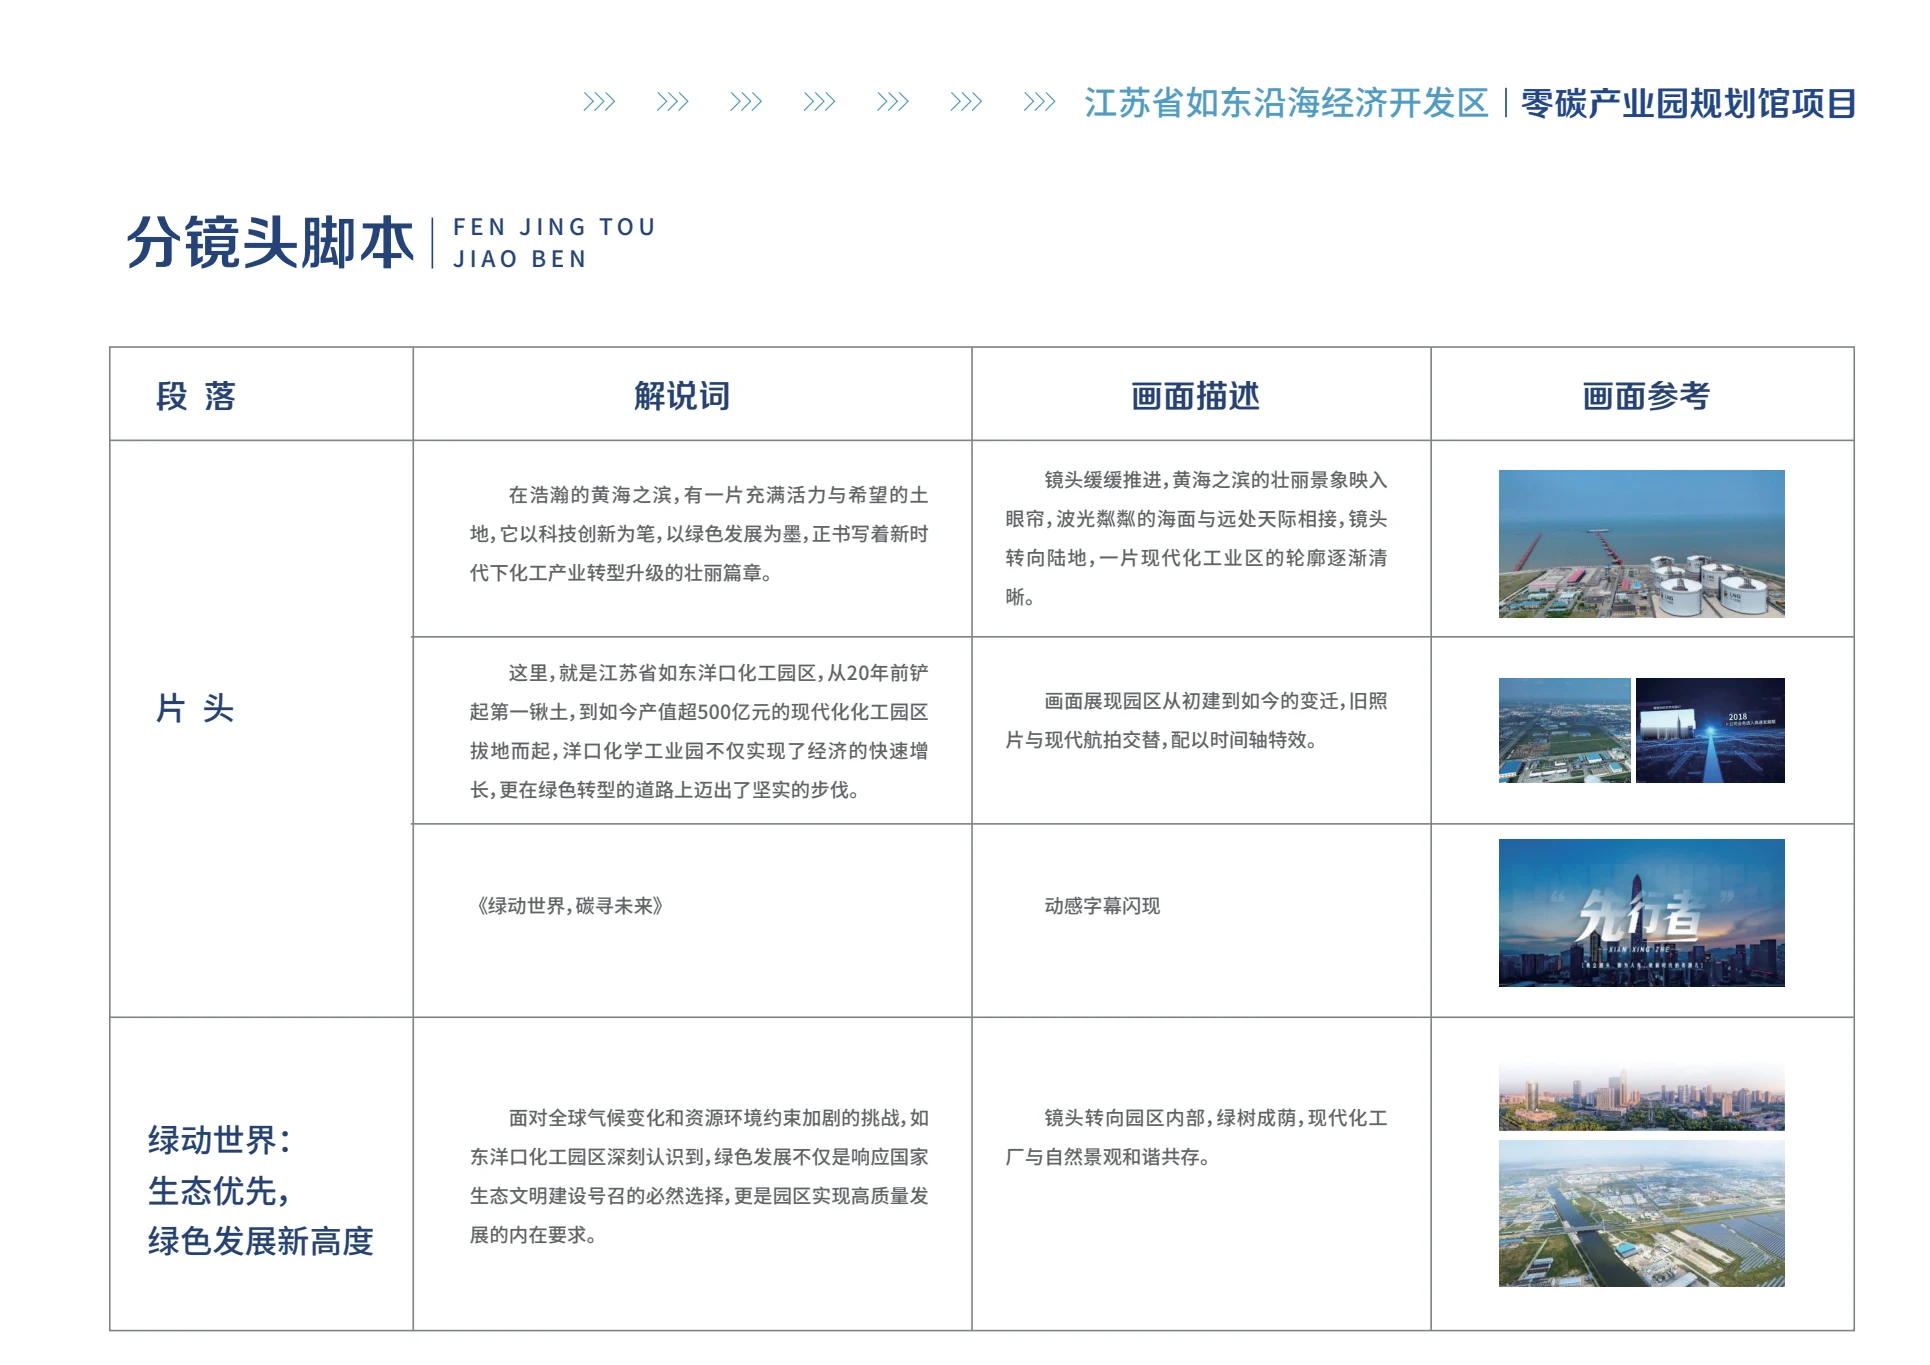 江苏省如东沿海经济开发区|零碳产业园规划馆项目
分镜头脚本
FEN JING TOU
JIAO BEN
段 落
解说词
画面描述
画面参考
片 头
在浩瀚的黄海之滨,有一片充满活力与希望的土
地,它以科技创新为笔,以绿色发展为墨,正书写着新时
代下化工产业转型升级的壮丽篇章。
镜头缓缓推进,黄海之滨的壮丽景象映入
眼帘,波光粼粼的海面与远处天际相接,镜头
转向陆地,一片现代化工业区的轮廓逐渐清
晰。
这里,就是江苏省如东洋口化工园区,从20年前铲
起第一锹土,到如今产值超500亿元的现代化化工园区
拔地而起,洋口化学工业园不仅实现了经济的快速增
长,更在绿色转型的道路上迈出了坚实的步伐。
画面展现园区从初建到如今的变迁,旧照
片与现代航拍交替,配以时间轴特效。
2018
《绿动世界,碳寻未来》
动感字幕闪现
“先行者”
XIAN XING ZHE
绿动世界：
生态优先,
绿色发展新高度
面对全球气候变化和资源环境约束加剧的挑战,如
东洋口化工园区深刻认识到,绿色发展不仅是响应国家
生态文明建设号召的必然选择,更是园区实现高质量发
展的内在要求。
镜头转向园区内部,绿树成荫,现代化工
厂与自然景观和谐共存。